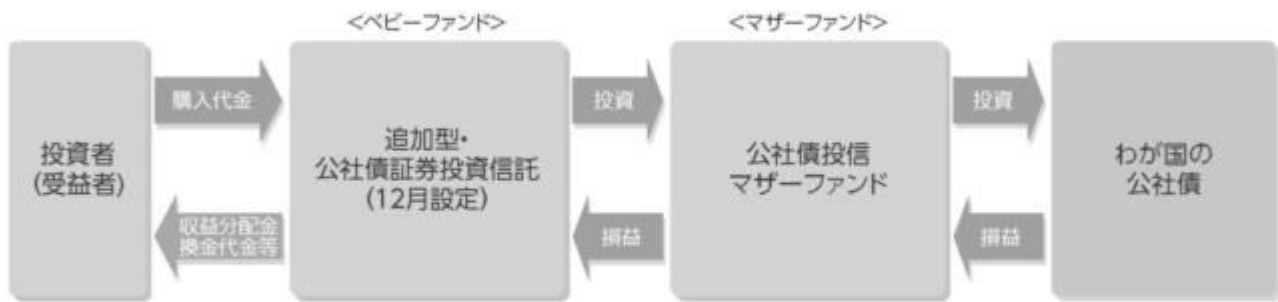 <ベビーファンド>
<マザーファンド>
投資者
(受益者)
購入代金
収益分配金
換金代金等
追加型・
公社債証券投資信託
(12月設定)
投資
損益
公社債投信
マザーファンド
投資
損益
わが国の
公社債